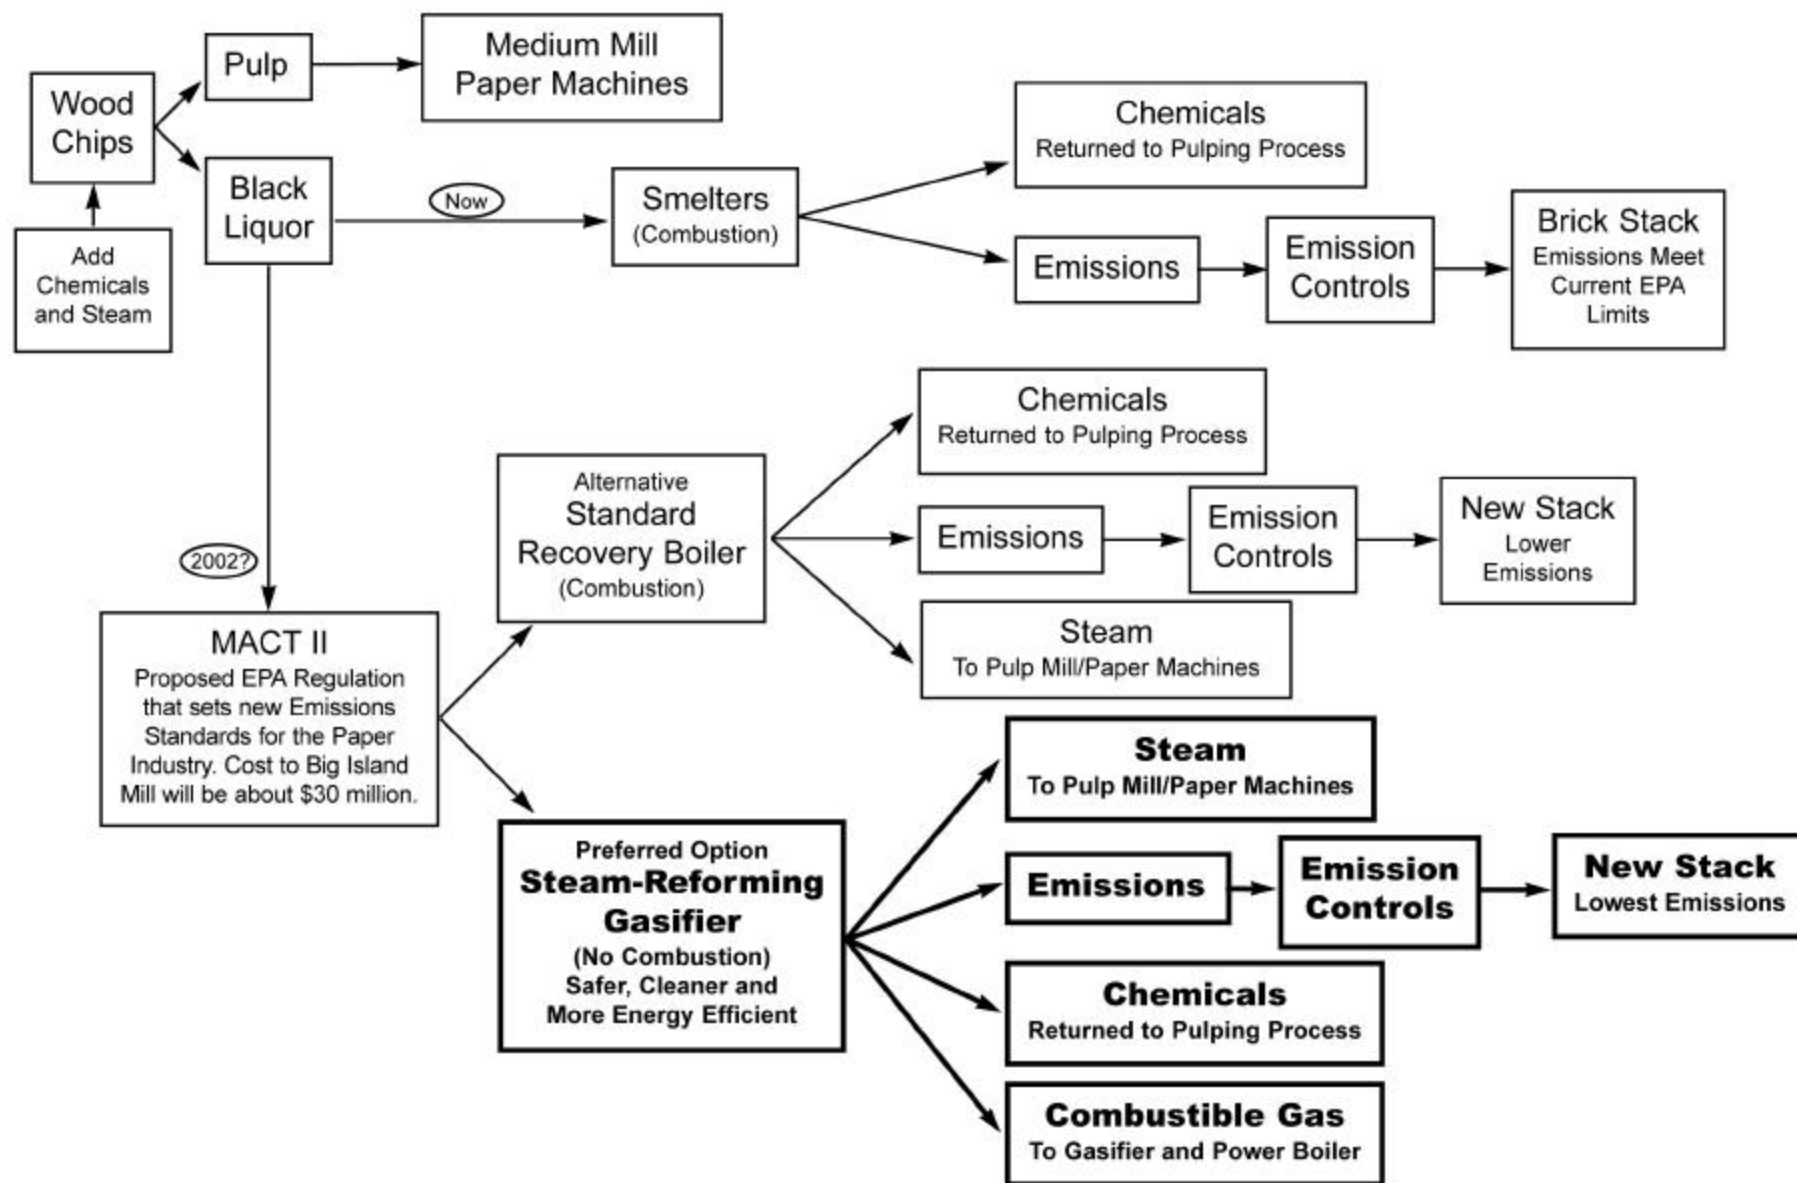 Wood
Chips
Pulp
Medium Mill
Paper Machines
Add
Chemicals
and Steam
Black
Liquor
Now
Smelters
(Combustion)
Chemicals
Returned to Pulping Process
Emissions
Emission
Controls
Brick Stack
Emissions Meet
Current EPA
Limits
2002?
MACT II
Proposed EPA Regulation
that sets new Emissions
Standards for the Paper
Industry. Cost to Big Island
Mill will be about $30 million.
Alternative
Standard
Recovery Boiler
(Combustion)
Chemicals
Returned to Pulping Process
Emissions
Emission
Controls
New Stack
Lower
Emissions
Steam
To Pulp Mill/Paper Machines
Preferred Option
Steam-Reforming
Gasifier
(No Combustion)
Safer, Cleaner and
More Energy Efficient
Steam
To Pulp Mill/Paper Machines
Emissions
Emission
Controls
New Stack
Lowest Emissions
Chemicals
Returned to Pulping Process
Combustible Gas
To Gasifier and Power Boiler